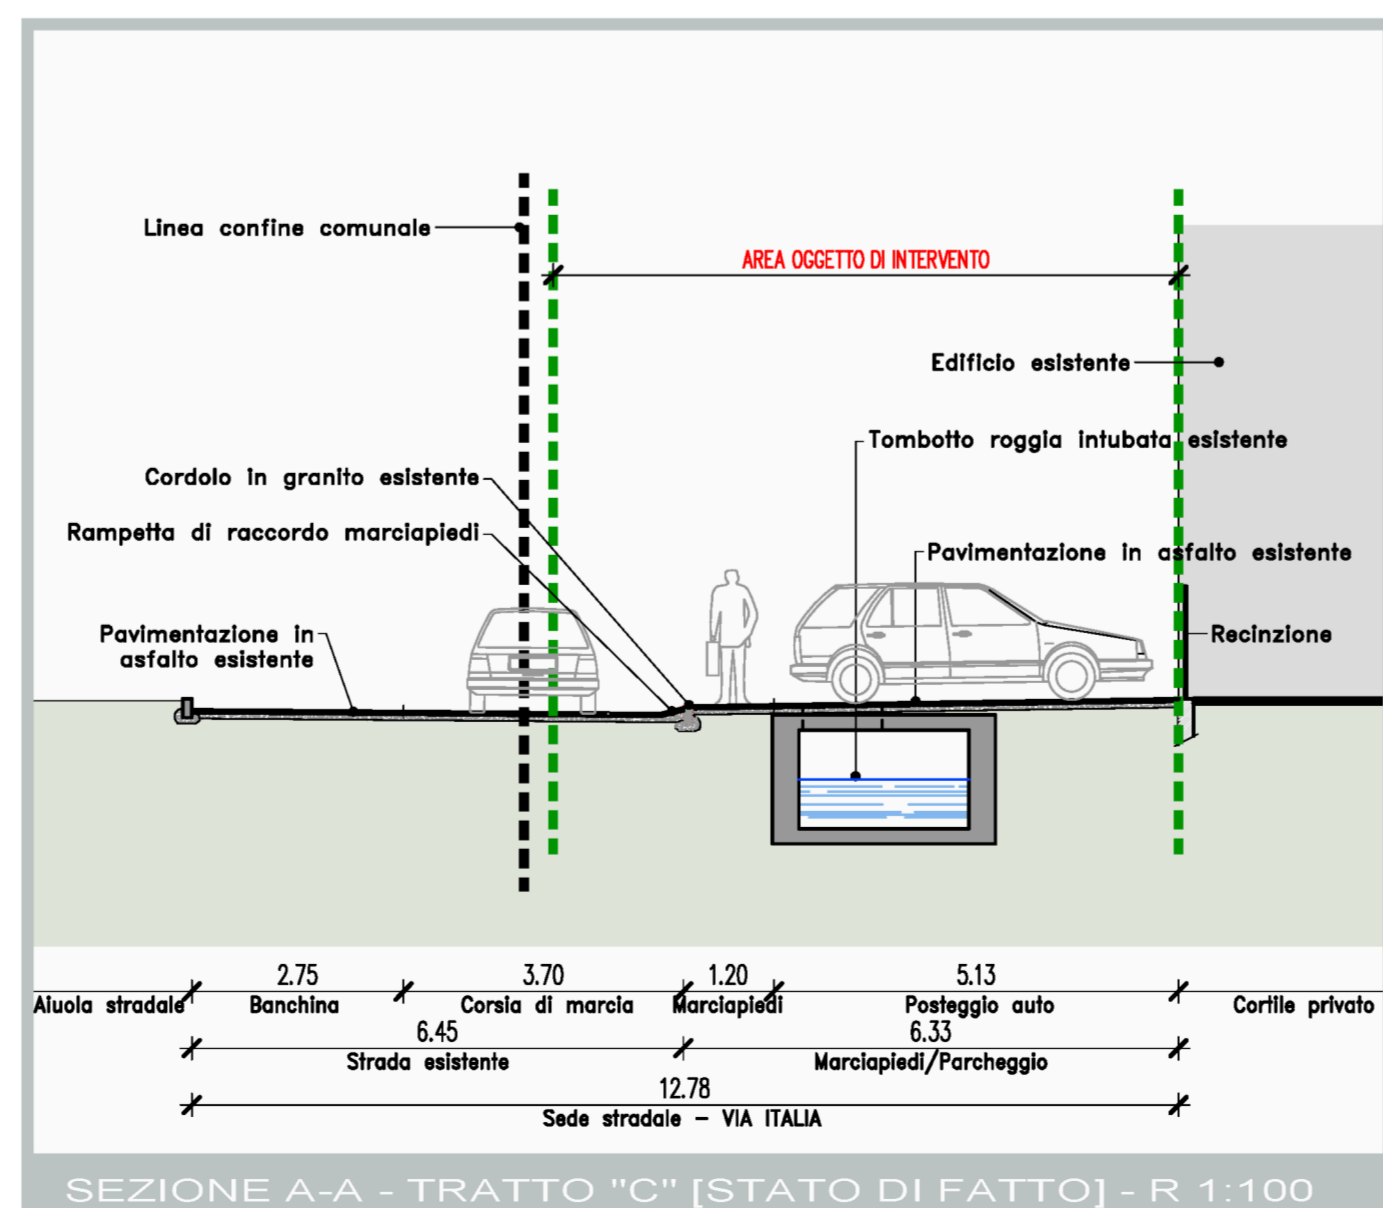 Linea confine comunale
AREA OGGETTO DI INTERVENTO
Edificio esistente
Tombotto roggia intubata esistente
Cordolo in granito esistente
Rampetta di raccordo marciapiedi
Pavimentazione in asfalto esistente
Pavimentazione in
asfalto esistente
Recinzione
2.75 3.70 1.20 5.13
Aiuola stradale Banchina Corsia di marcia Marciapiedi Posteggio auto Cortile privato
6.45 6.33
Strada esistente Marciapiedi/Parcheggio
12.78
Sede stradale – VIA ITALIA
SEZIONE A-A - TRATTO "C" [STATO DI FATTO] - R 1:100